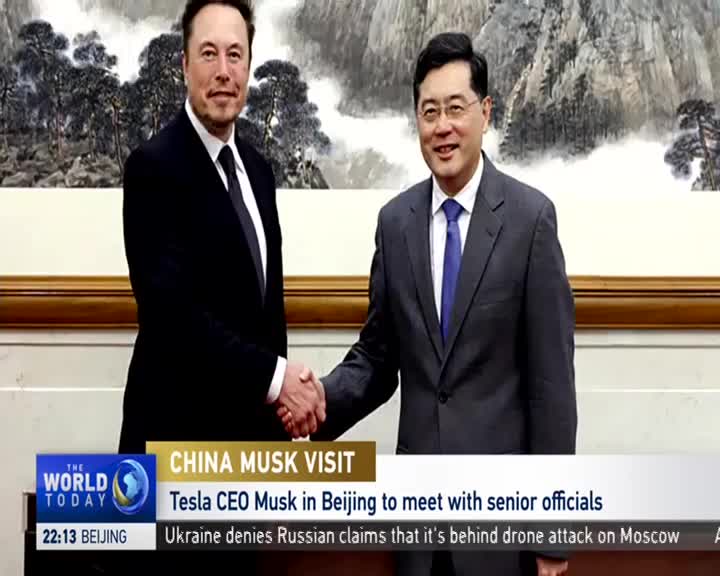 CHINA MUSK VISIT
THE
WORLD
TODAY
Tesla CEO Musk in Beijing to meet with senior officials
22:13 BEIJING
Ukraine denies Russian claims that it's behind drone attack on Moscow